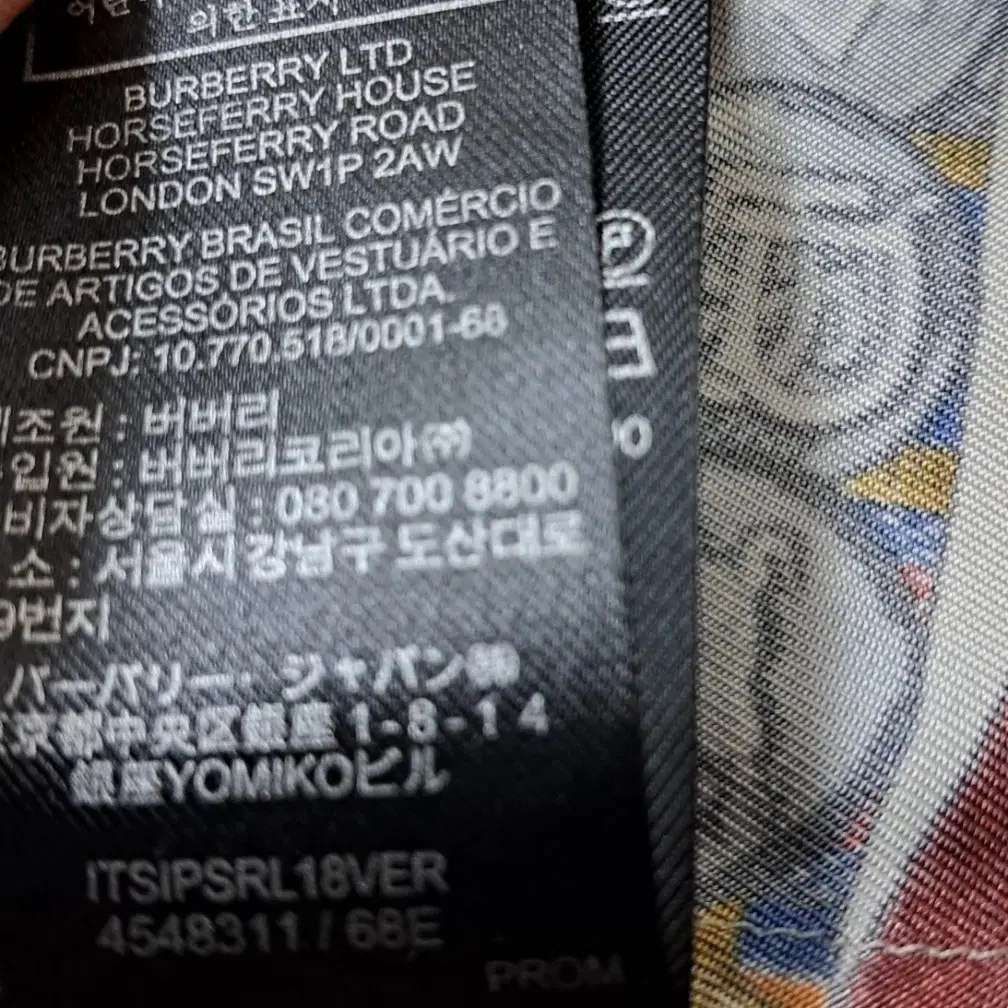 의한 표시
BURBERRY LTD
HORSEFERRY HOUSE
HORSEFERRY ROAD
LONDON SW1P 2AW
BURBERRY BRASIL COMÉRCIO
DE ARTIGOS DE VESTUÁRIO E
ACESSÓRIOS LTDA.
CNPJ: 10.770.518/0001-68
제조원 : 버버리
입원 : 버버리코리아㈜
비자상담실 : 080 700 8800
소 : 서울시 강남구 도산대로
9번지
バーバリー・ジャパン㈱
東京都中央区銀座 1-8-14
銀座YOMIKOビル
ITSIPSRL18VER
4548311 / 68E
PROM